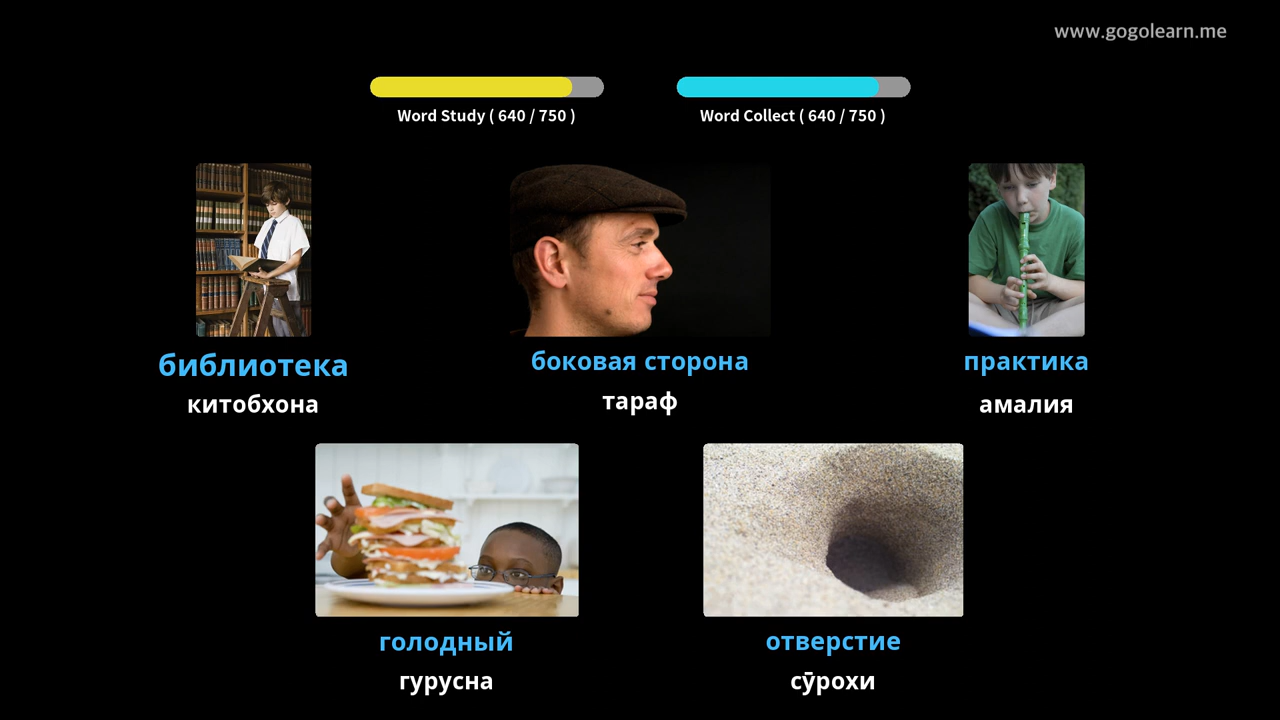 www.gogolearn.me
Word Study ( 640 / 750 )
Word Collect ( 640 / 750 )
библиотека
китобхона
боковая сторона
тараф
практика
амалия
голодный
гурусна
отверстие
сӯрохи